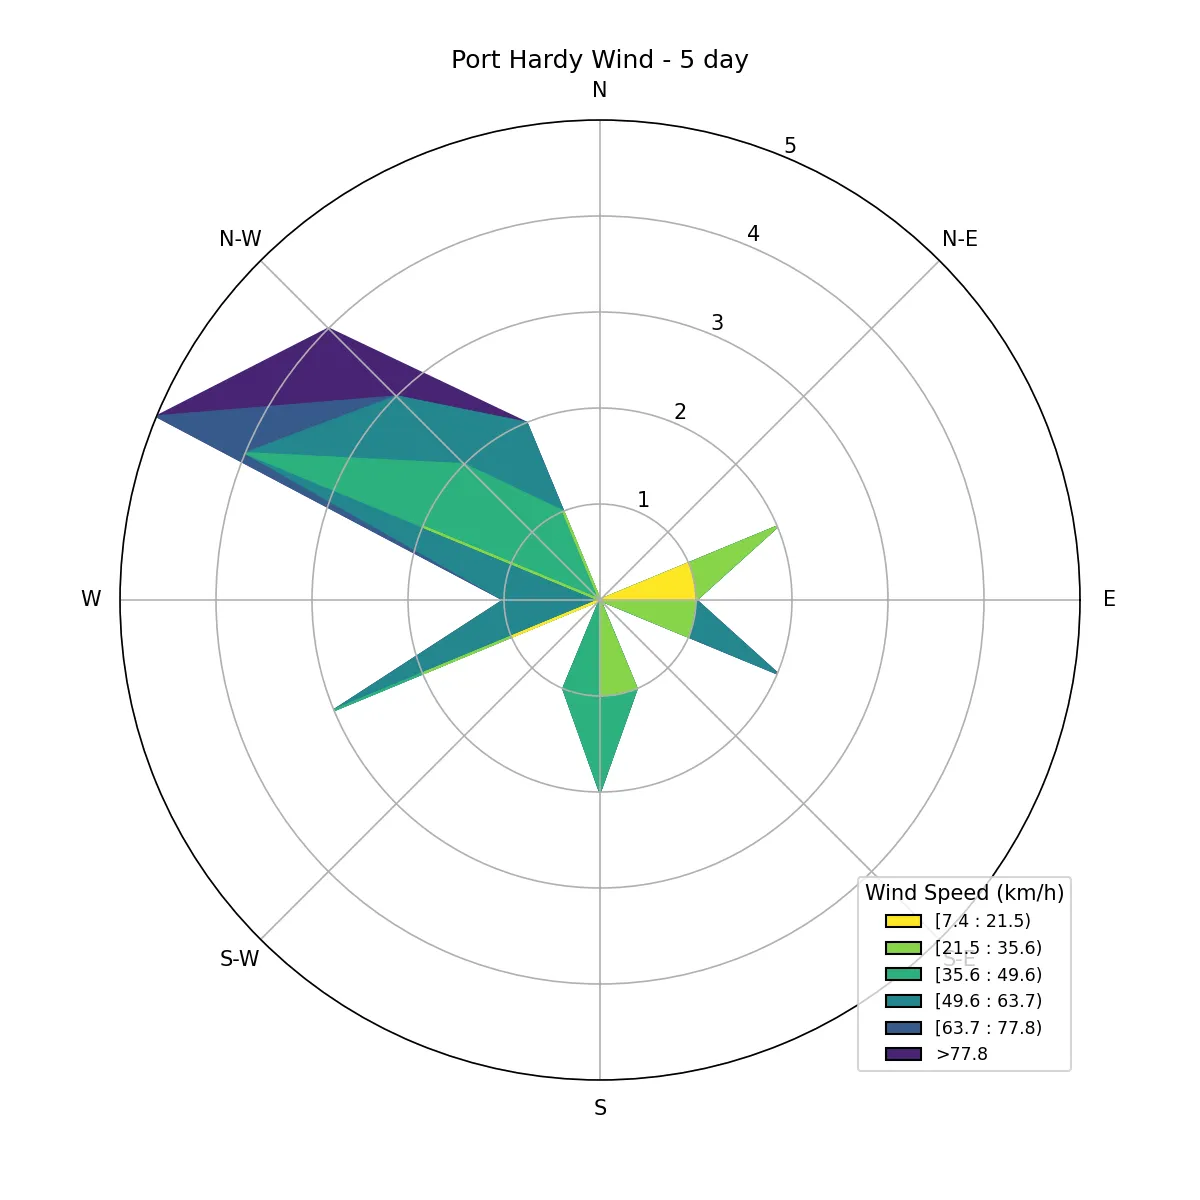 Port Hardy Wind - 5 day
N
5
4
N-W
N-E
3
2
1
W
E
Wind Speed (km/h)
[7.4 : 21.5)
[21.5 : 35.6)
S-W
S-E
[35.6 : 49.6)
[49.6 : 63.7)
[63.7 : 77.8)
>77.8
S